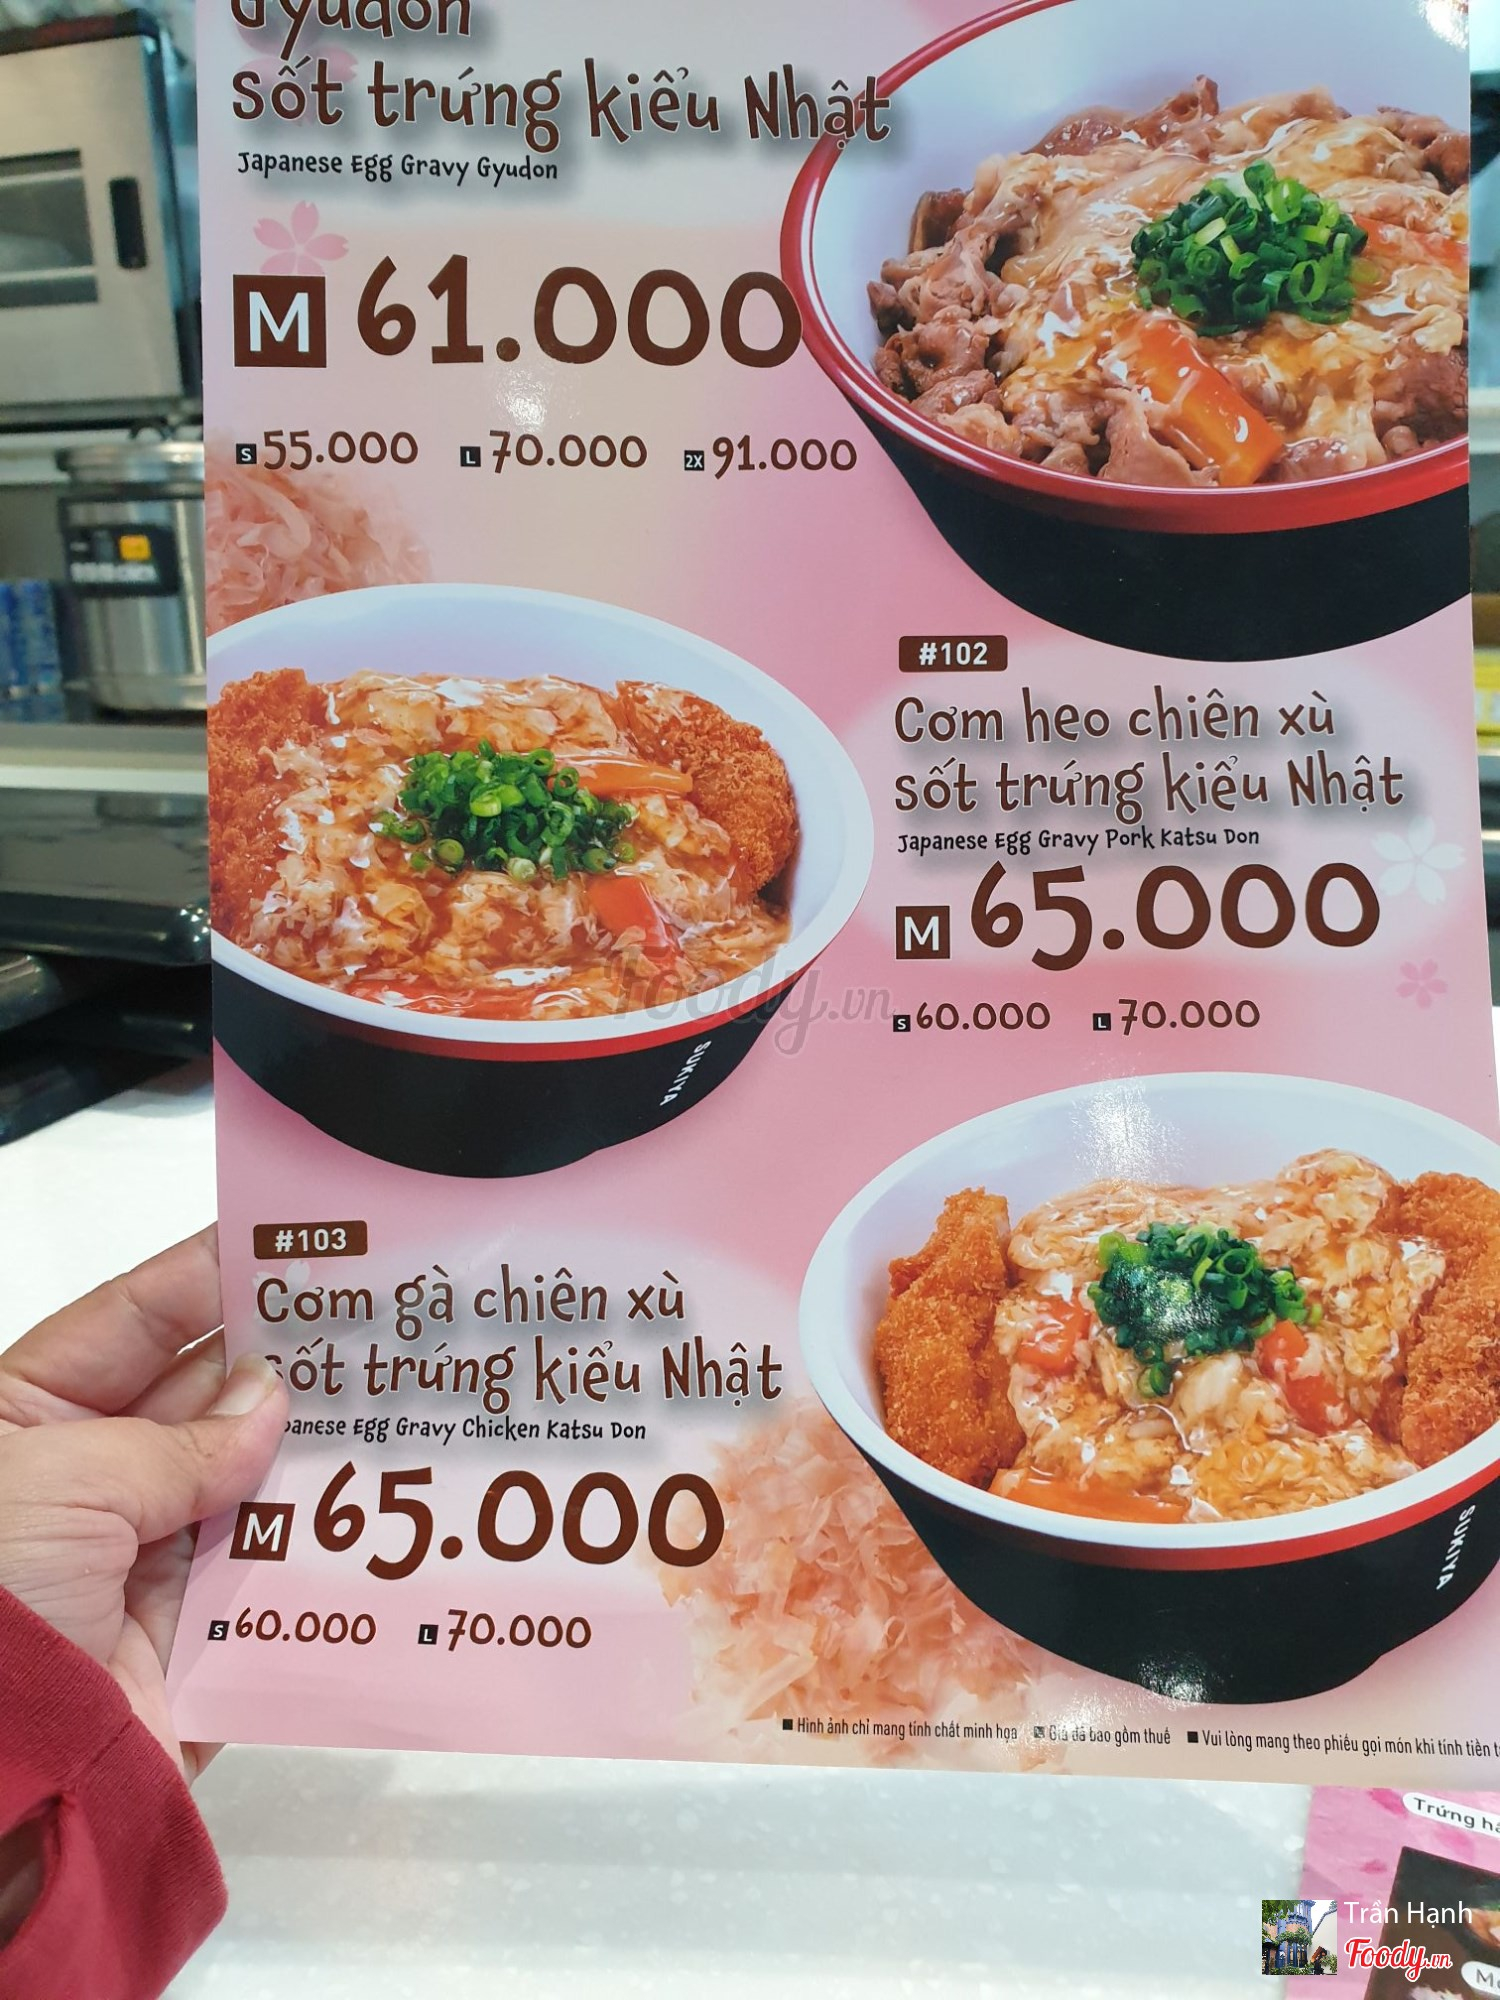 Gyudon
sốt trứng kiểu Nhật
Japanese Egg Gravy Gyudon
M 61.000
S 55.000 L 70.000 2X 91.000
#102
Cơm heo chiên xù
sốt trứng kiểu Nhật
Japanese Egg Gravy Pork Katsu Don
M 65.000
S 60.000 L 70.000
SUKIYA
Foody.vn
#103
Cơm gà chiên xù
sốt trứng kiểu Nhật
Japanese Egg Gravy Chicken Katsu Don
M 65.000
S 60.000 L 70.000
SUKIYA
■ Hình ảnh chỉ mang tính chất minh họa ■ Giá đã bao gồm thuế ■ Vui lòng mang theo phiếu gọi món khi tính tiền
Trứng
Trần Hạnh
Foody.vn